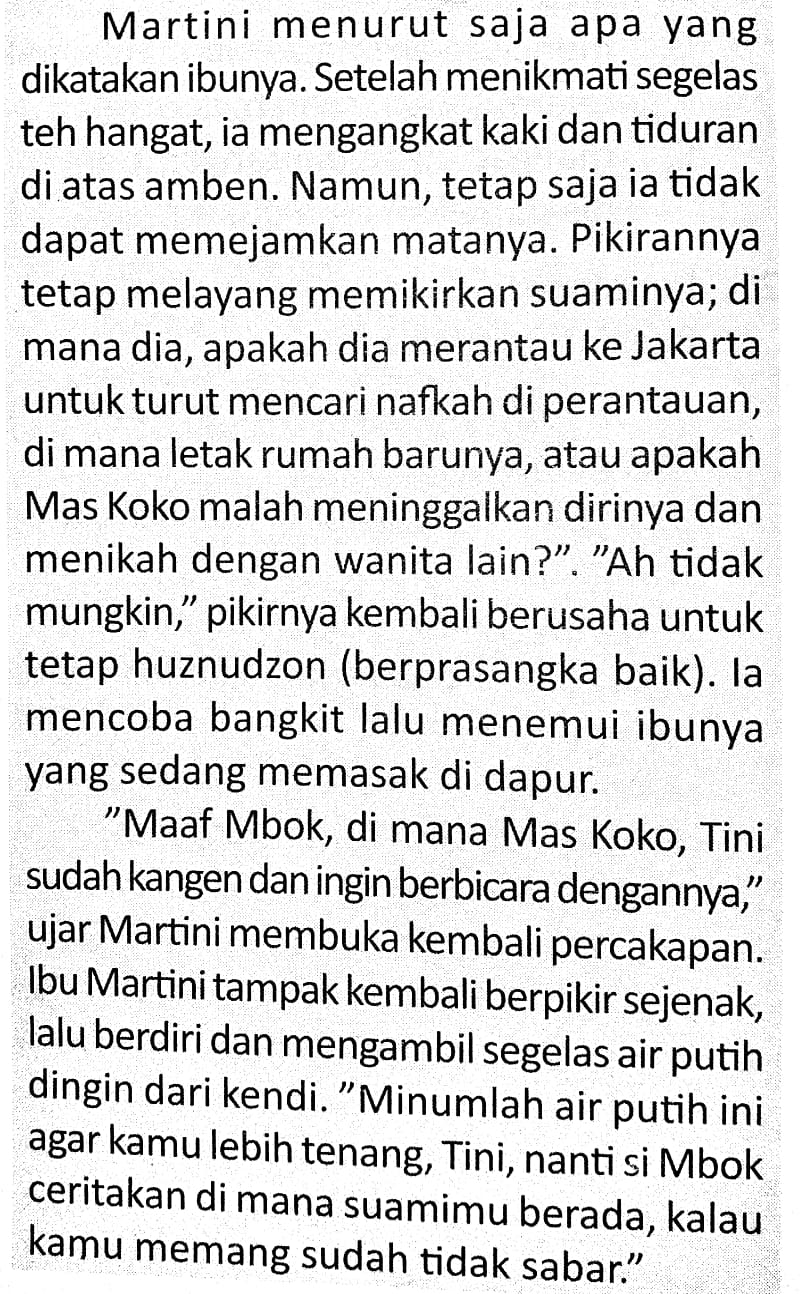 Martini menurut saja apa yang
dikatakan ibunya. Setelah menikmati segelas
teh hangat, ia mengangkat kaki dan tiduran
di atas amben. Namun, tetap saja ia tidak
dapat memejamkan matanya. Pikirannya
tetap melayang memikirkan suaminya; di
mana dia, apakah dia merantau ke Jakarta
untuk turut mencari nafkah di perantauan,
di mana letak rumah barunya, atau apakah
Mas Koko malah meninggalkan dirinya dan
menikah dengan wanita lain?”. ”Ah tidak
mungkin,” pikirnya kembali berusaha untuk
tetap huznudzon (berprasangka baik). Ia
mencoba bangkit lalu menemui ibunya
yang sedang memasak di dapur.
”Maaf Mbok, di mana Mas Koko, Tini
sudah kangen dan ingin berbicara dengannya,”
ujar Martini membuka kembali percakapan.
Ibu Martini tampak kembali berpikir sejenak,
lalu berdiri dan mengambil segelas air putih
dingin dari kendi. ”Minumlah air putih ini
agar kamu lebih tenang, Tini, nanti si Mbok
ceritakan di mana suamimu berada, kalau
kamu memang sudah tidak sabar.”